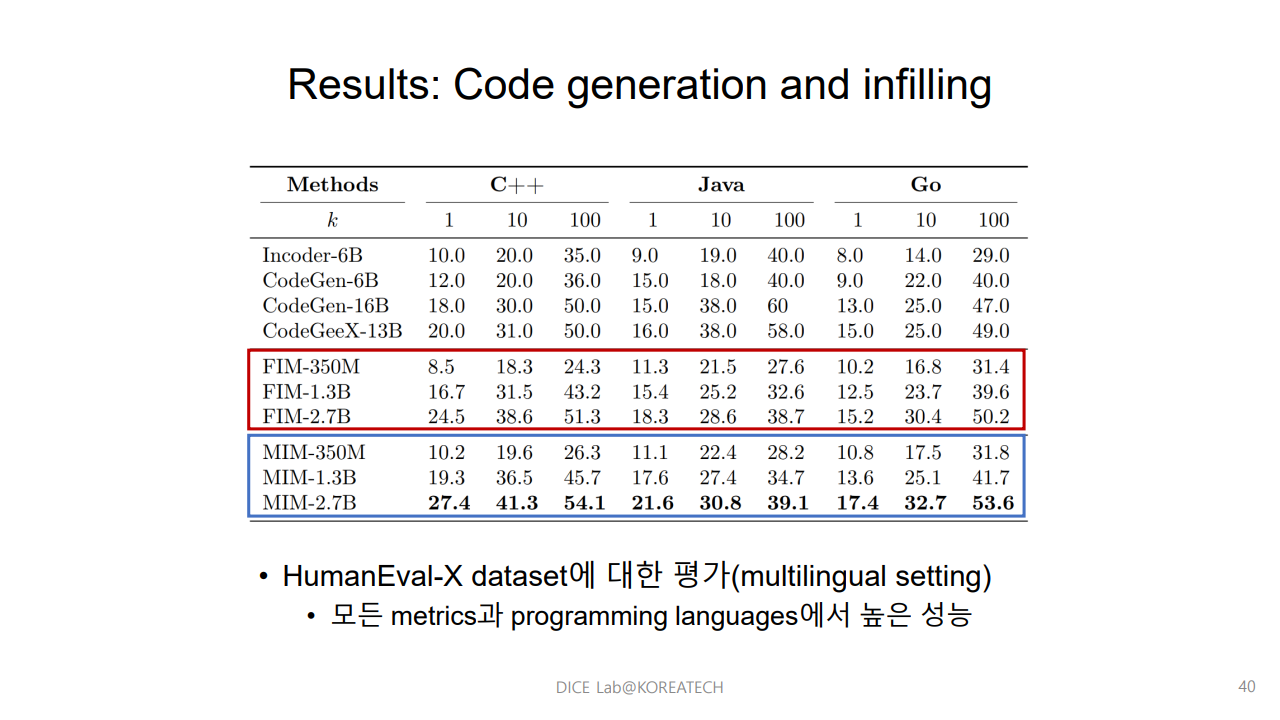 Results: Code generation and infilling
Methods C++ Java Go
k 1 10 100 1 10 100 1 10 100
Incoder-6B 10.0 20.0 35.0 9.0 19.0 40.0 8.0 14.0 29.0
CodeGen-6B 12.0 20.0 36.0 15.0 18.0 40.0 9.0 22.0 40.0
CodeGen-16B 18.0 30.0 50.0 15.0 38.0 60 13.0 25.0 47.0
CodeGeeX-13B 20.0 31.0 50.0 16.0 38.0 58.0 15.0 25.0 49.0
FIM-350M 8.5 18.3 24.3 11.3 21.5 27.6 10.2 16.8 31.4
FIM-1.3B 16.7 31.5 43.2 15.4 25.2 32.6 12.5 23.7 39.6
FIM-2.7B 24.5 38.6 51.3 18.3 28.6 38.7 15.2 30.4 50.2
MIM-350M 10.2 19.6 26.3 11.1 22.4 28.2 10.8 17.5 31.8
MIM-1.3B 19.3 36.5 45.7 17.6 27.4 34.7 13.6 25.1 41.7
MIM-2.7B 27.4 41.3 54.1 21.6 30.8 39.1 17.4 32.7 53.6
• HumanEval-X dataset에 대한 평가(multilingual setting)
• 모든 metrics과 programming languages에서 높은 성능
DICE Lab@KOREATECH
40